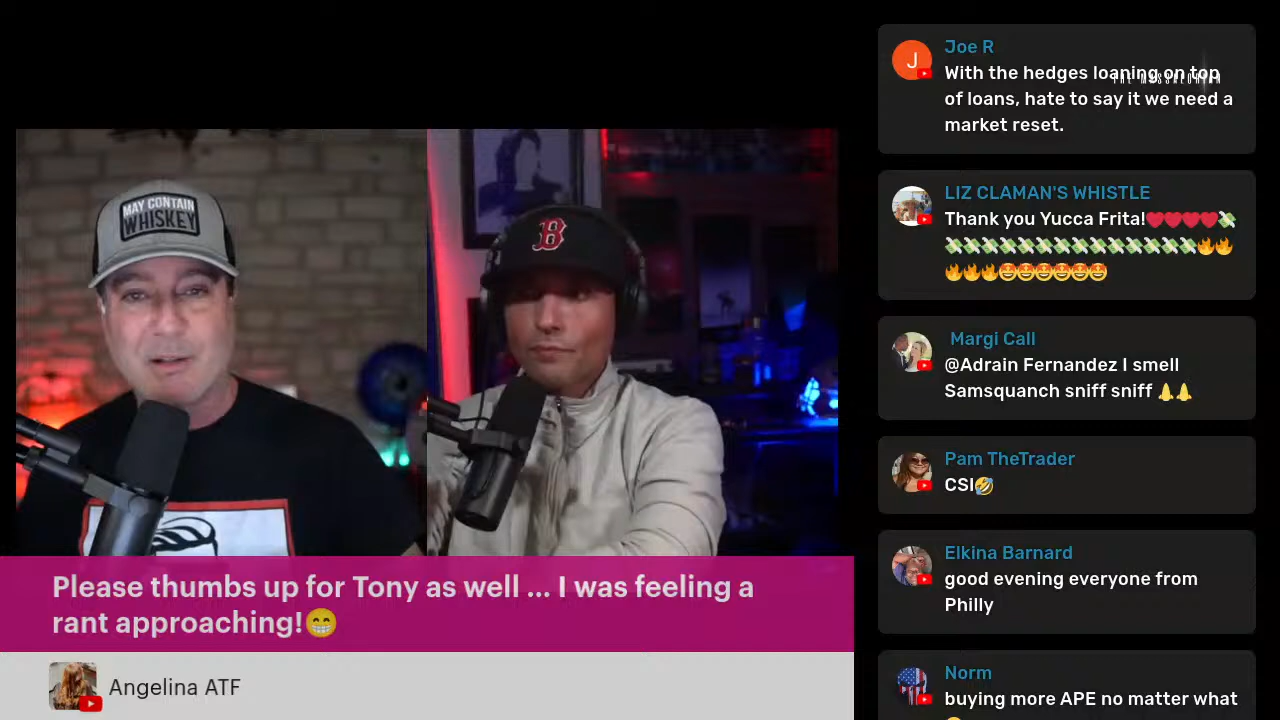 MAY CONTAIN
WHISKEY
B
Please thumbs up for Tony as well ... I was feeling a
rant approaching!😁
Angelina ATF
J
Joe R
With the hedges loaning on top
of loans, hate to say it we need a
market reset.
LIZ CLAMAN'S WHISTLE
Thank you Yucca Frita!❤️❤️❤️❤️💸
💸💸💸💸💸💸💸💸💸💸💸💸💸💸🔥🔥
🔥🔥🔥🤩🤩🤩🤩🤩🤩
Margi Call
@Adrain Fernandez I smell
Samsquanch sniff sniff 👃👃
Pam TheTrader
CSI🤣
Elkina Barnard
good evening everyone from
Philly
Norm
buying more APE no matter what